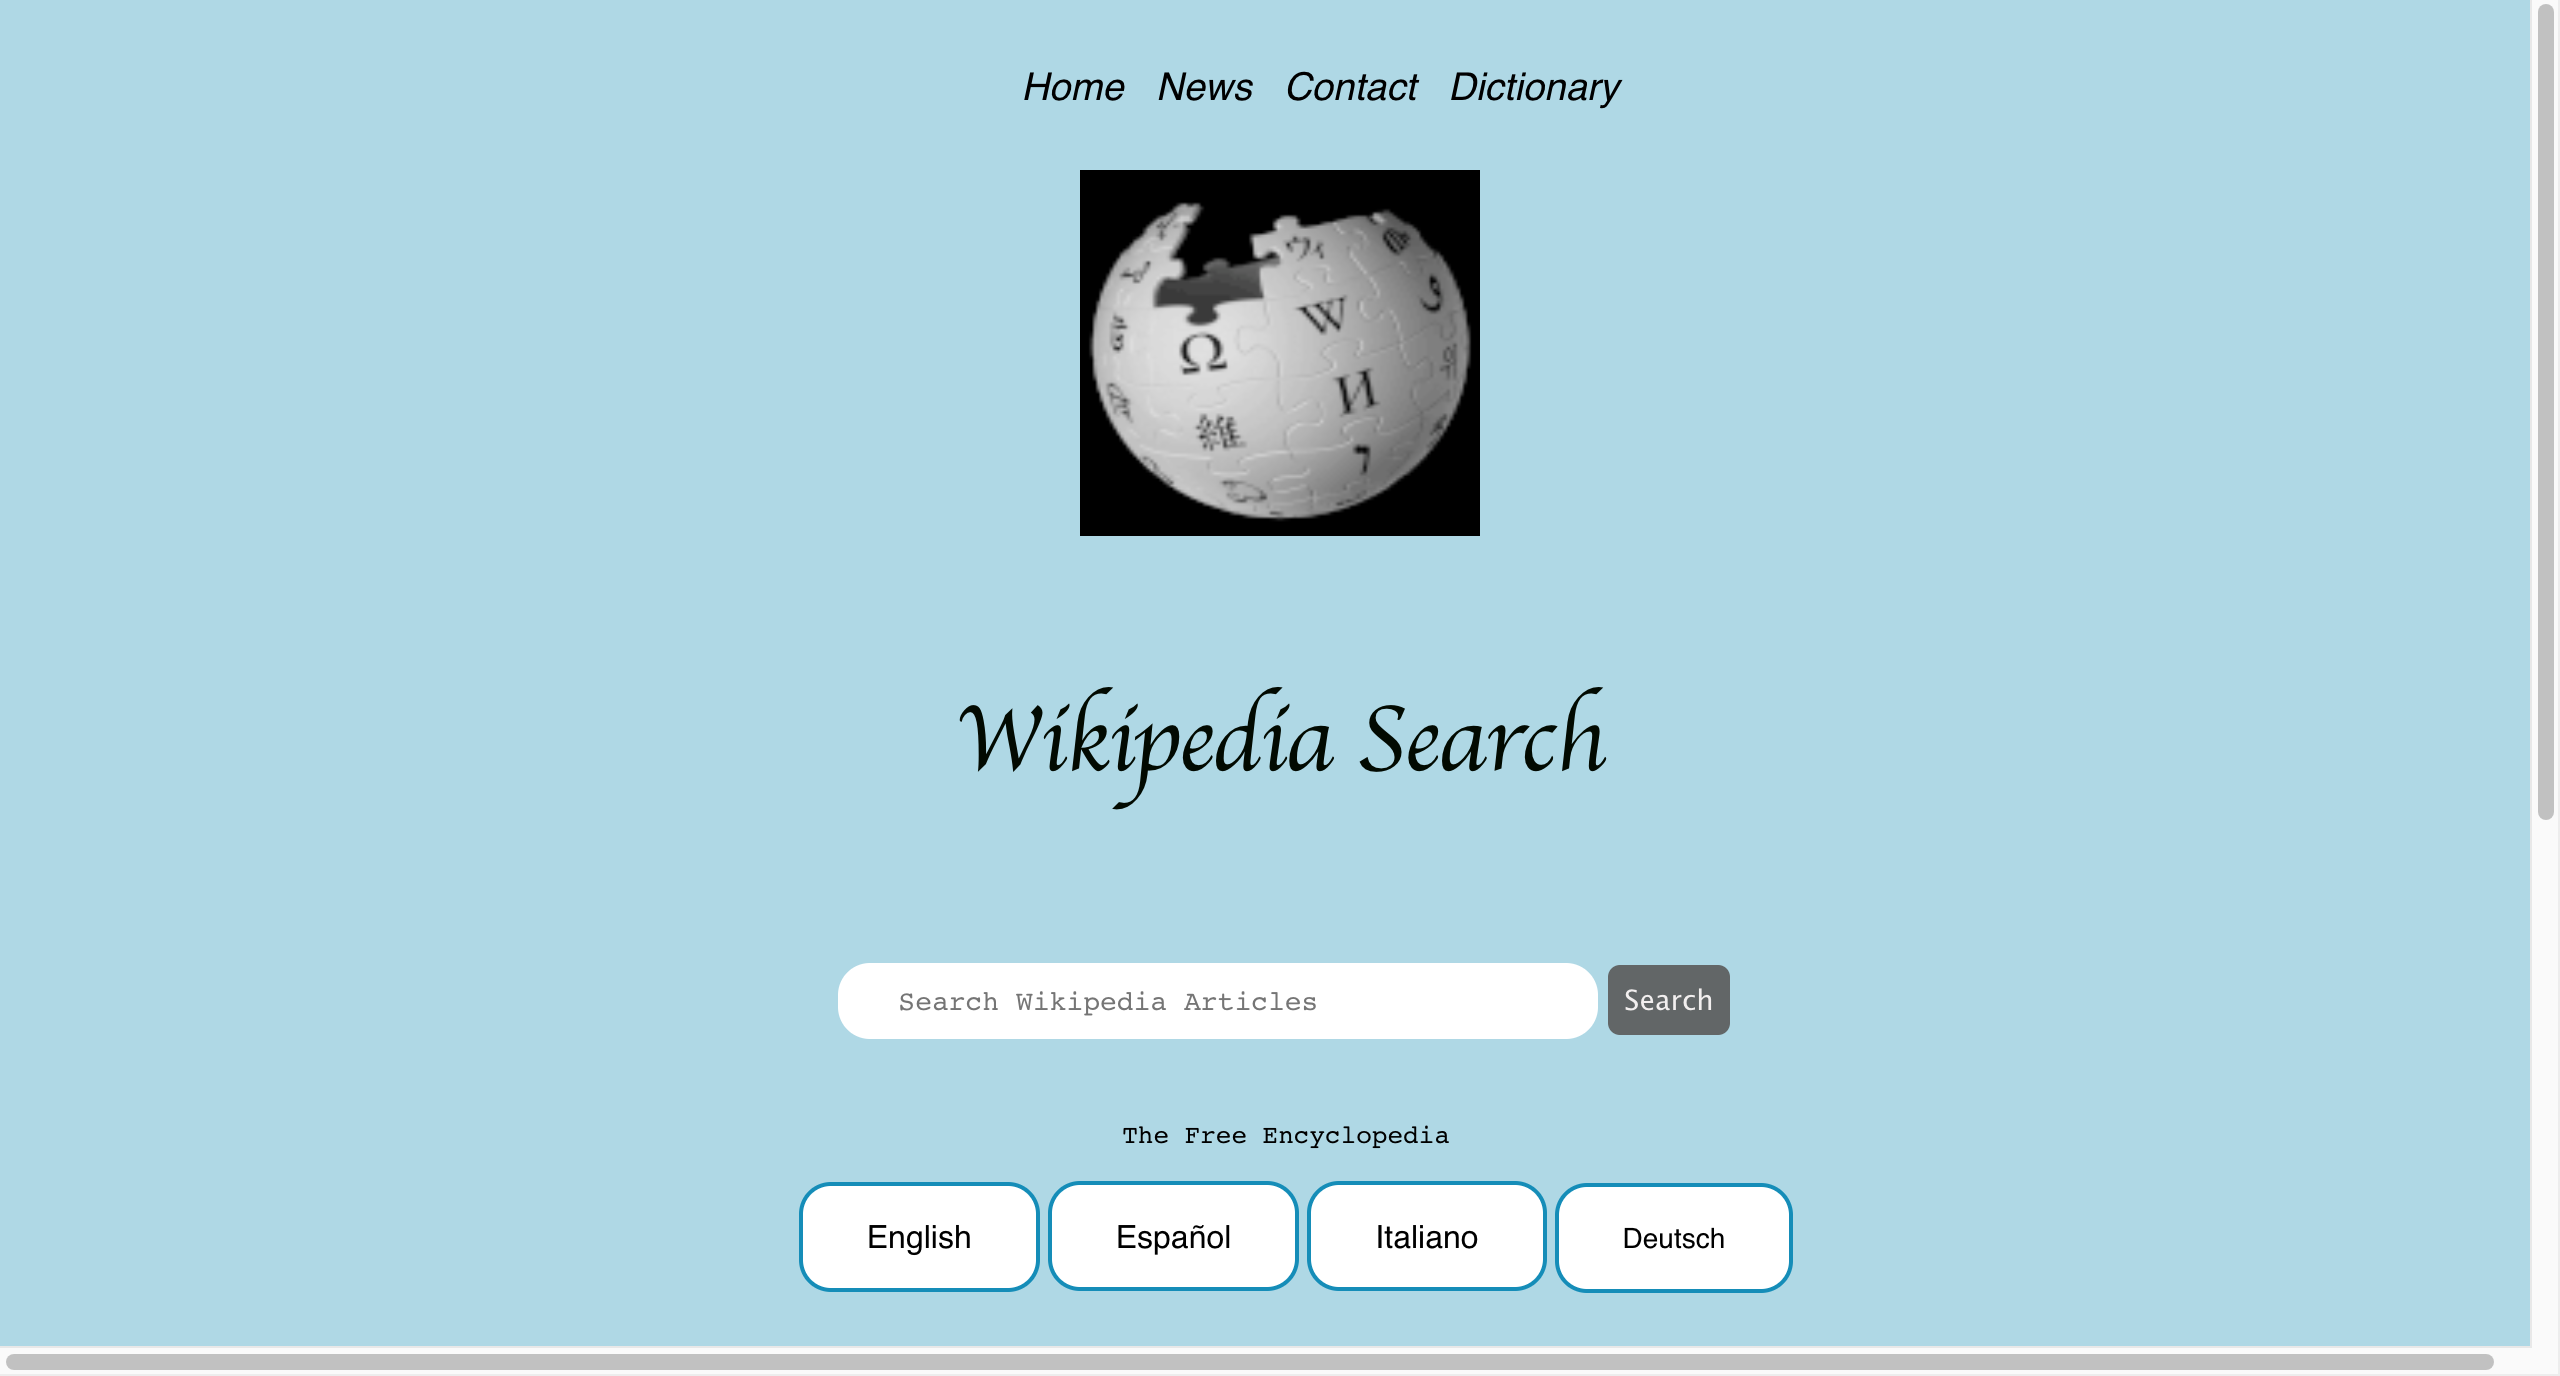 Home News Contact Dictionary
Ω W И
維
Wikipedia Search
Search Wikipedia Articles Search
The Free Encyclopedia
English Español Italiano Deutsch